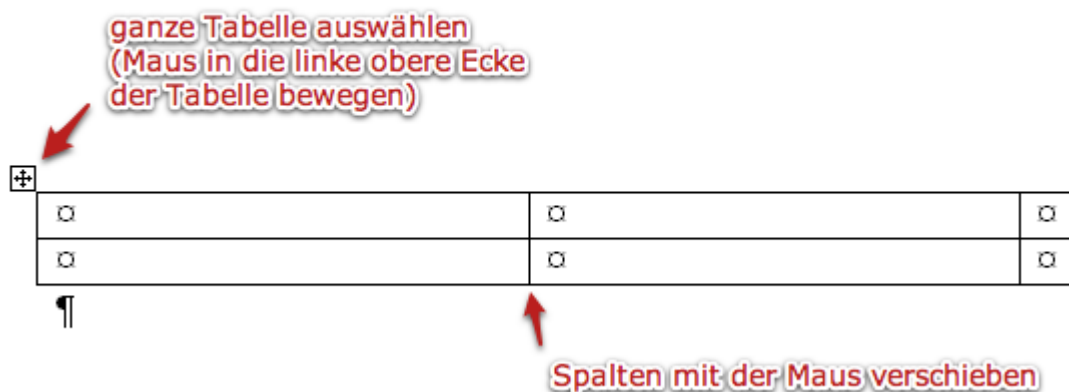 ganze Tabelle auswählen
(Maus in die linke obere Ecke
der Tabelle bewegen)
¤ ¤ ¤
¤ ¤ ¤
¶
Spalten mit der Maus verschieben